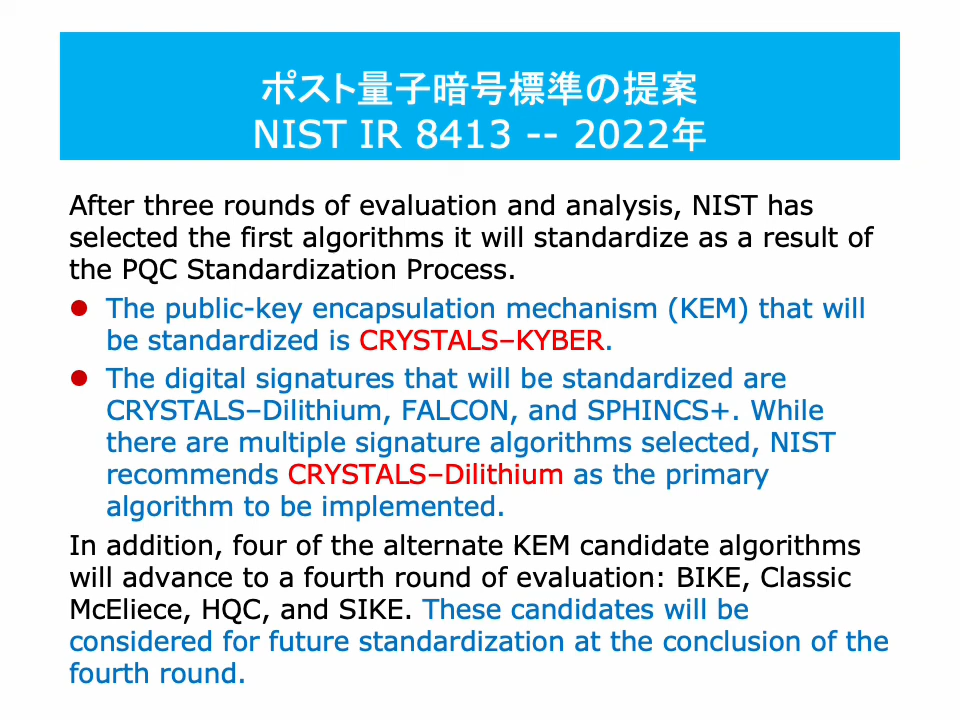 ポスト量子暗号標準の提案
NIST IR 8413 -- 2022年
After three rounds of evaluation and analysis, NIST has
selected the first algorithms it will standardize as a result of
the PQC Standardization Process.
● The public-key encapsulation mechanism (KEM) that will
be standardized is CRYSTALS–KYBER.
● The digital signatures that will be standardized are
CRYSTALS–Dilithium, FALCON, and SPHINCS+. While
there are multiple signature algorithms selected, NIST
recommends CRYSTALS–Dilithium as the primary
algorithm to be implemented.
In addition, four of the alternate KEM candidate algorithms
will advance to a fourth round of evaluation: BIKE, Classic
McEliece, HQC, and SIKE. These candidates will be
considered for future standardization at the conclusion of the
fourth round.